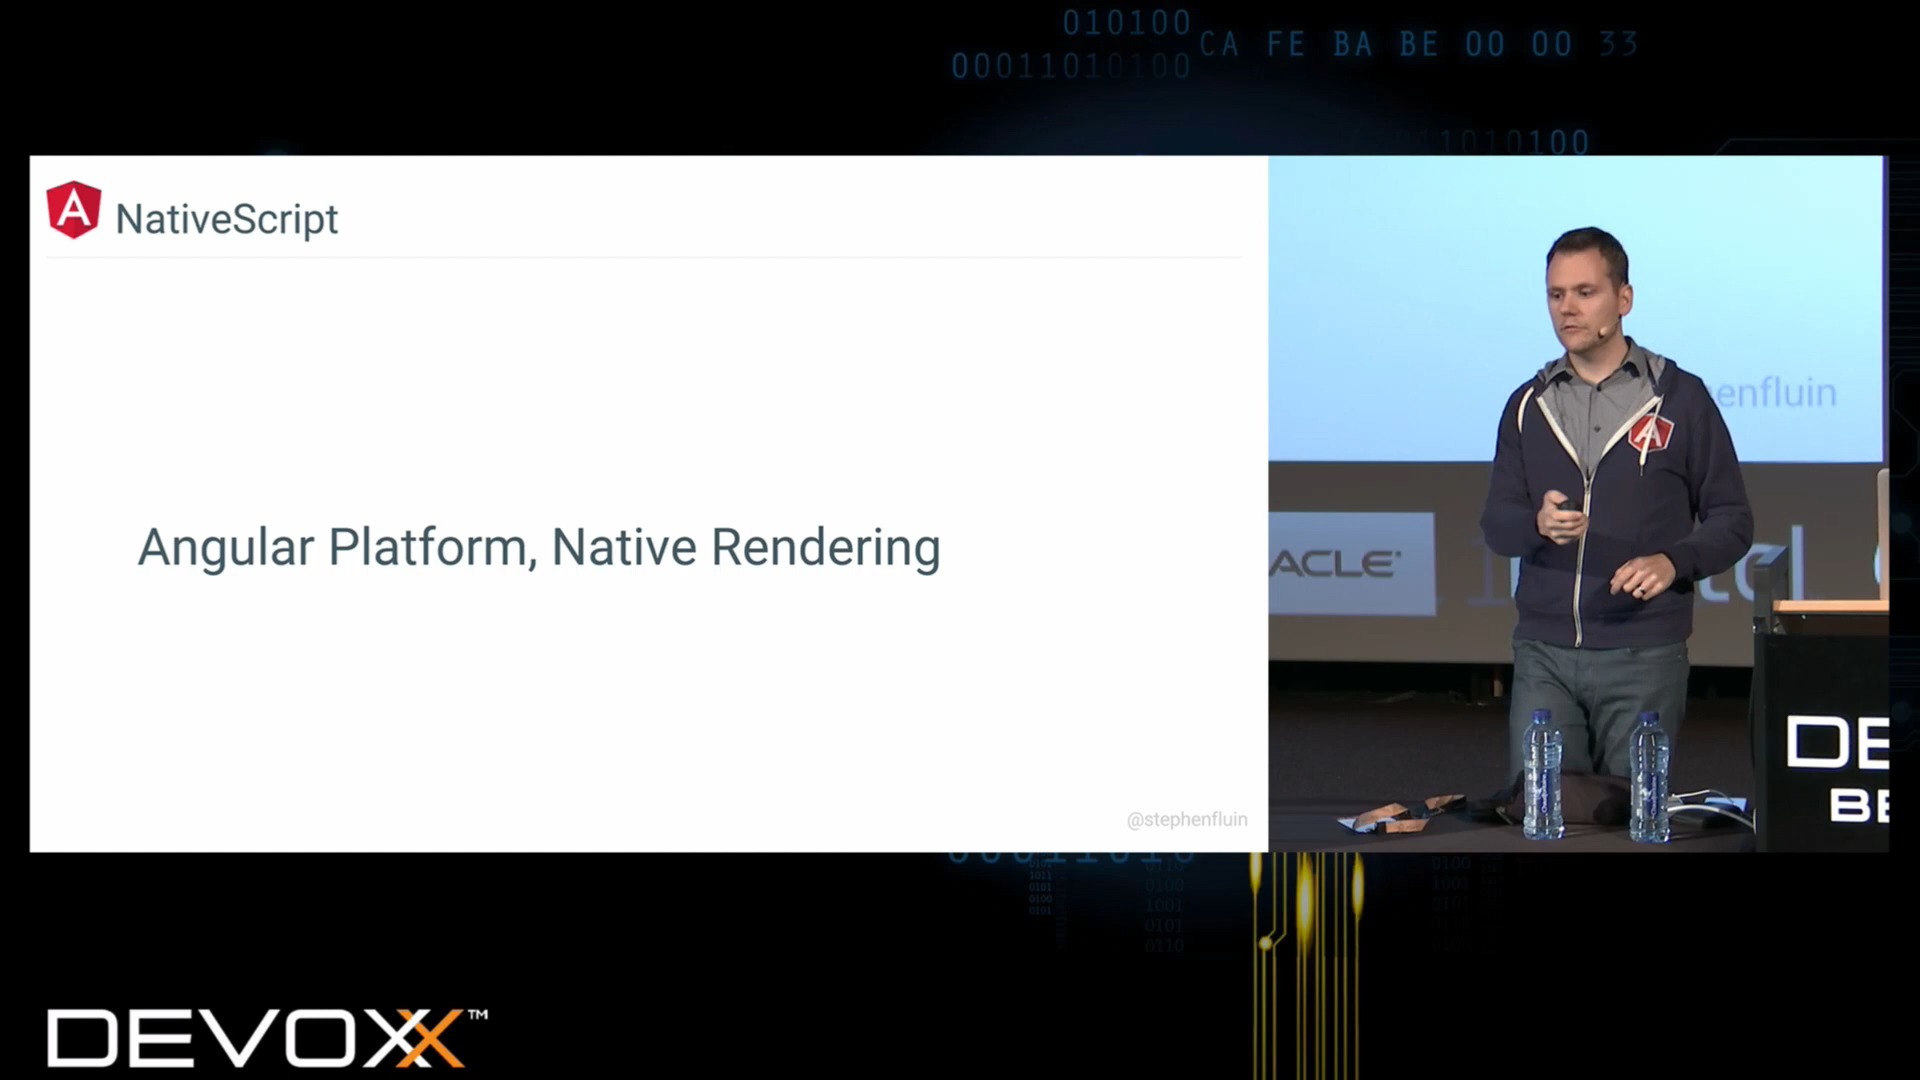 010100
CA FE BA BE 00 00 33
00011010100
11010100
NativeScript
Angular Platform, Native Rendering
@stephenfluin
enfluin
ACLE
DE
BE
DEVOXX™